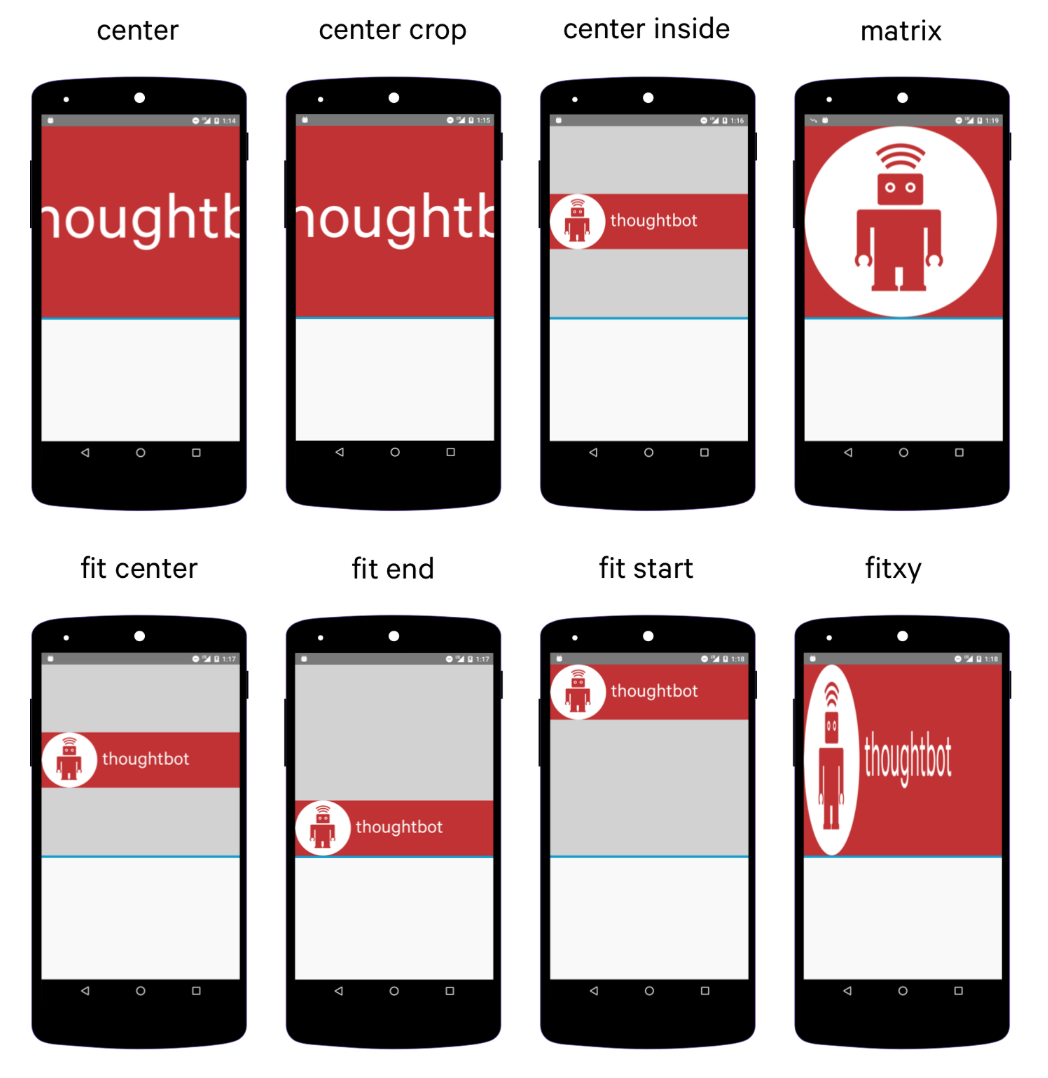 center
center crop
center inside
matrix
1:14
1:15
1:16
1:19
houghtb
houghtb
thoughtbot
fit center
fit end
fit start
fitxy
1:17
1:17
1:18
1:18
thoughtbot
thoughtbot
thoughtbot
thoughtbot